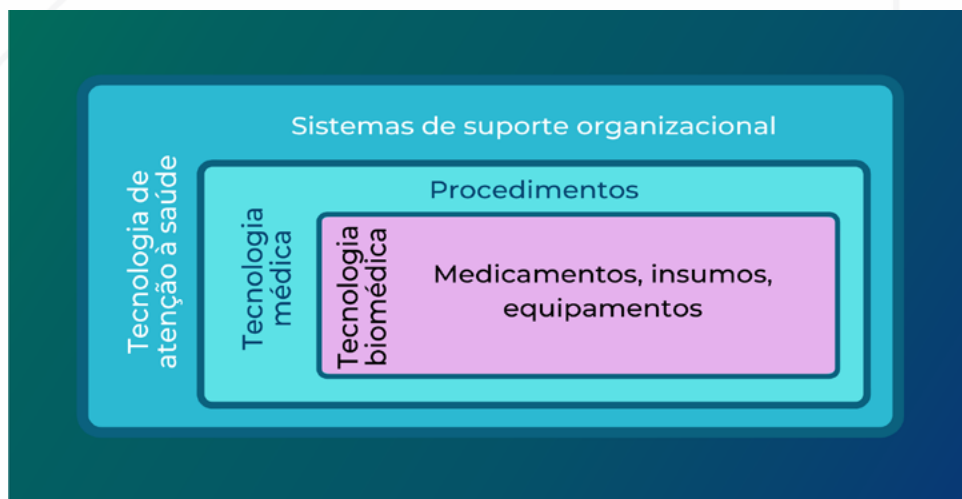 Sistemas de suporte organizacional
Tecnologia de
atenção à saúde
Procedimentos
Tecnologia
médica
Tecnologia
biomédica
Medicamentos, insumos,
equipamentos